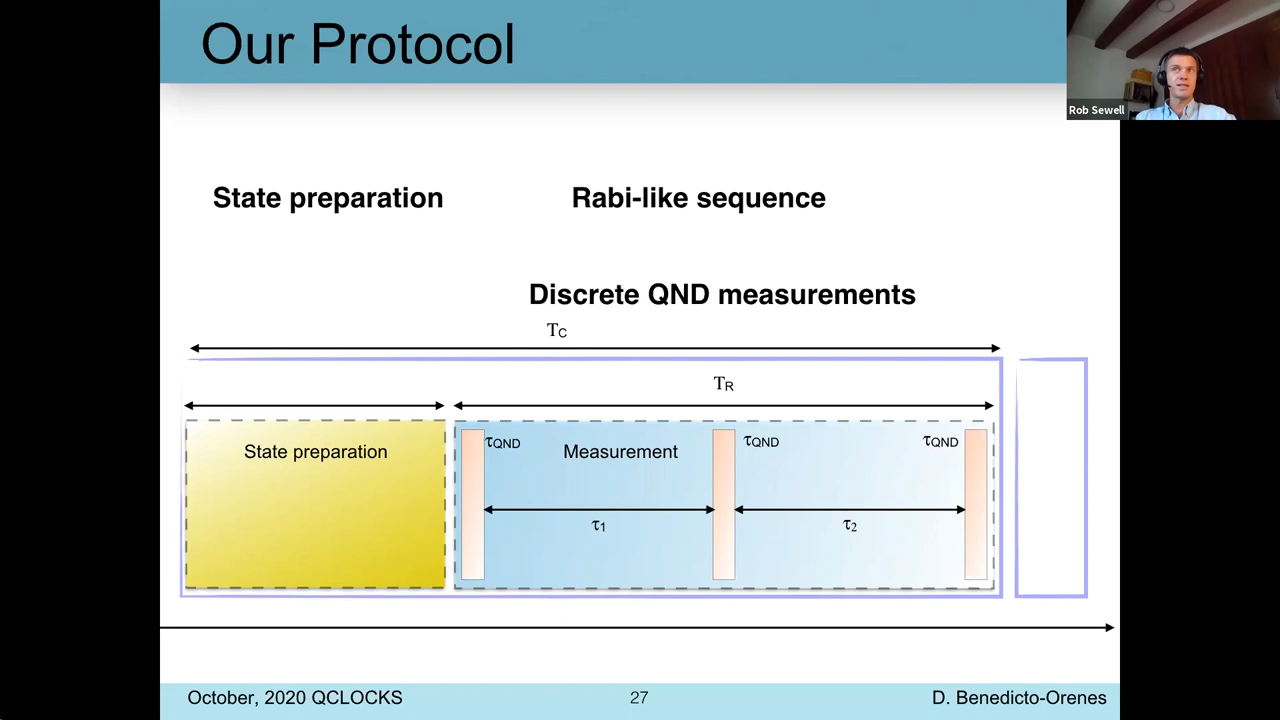 Our Protocol
Rob Sewell
State preparation
Rabi-like sequence
Discrete QND measurements
TC
TR
State preparation
τQND
Measurement
τQND
τQND
τ1
τ2
October, 2020 QCLOCKS
27
D. Benedicto-Orenes